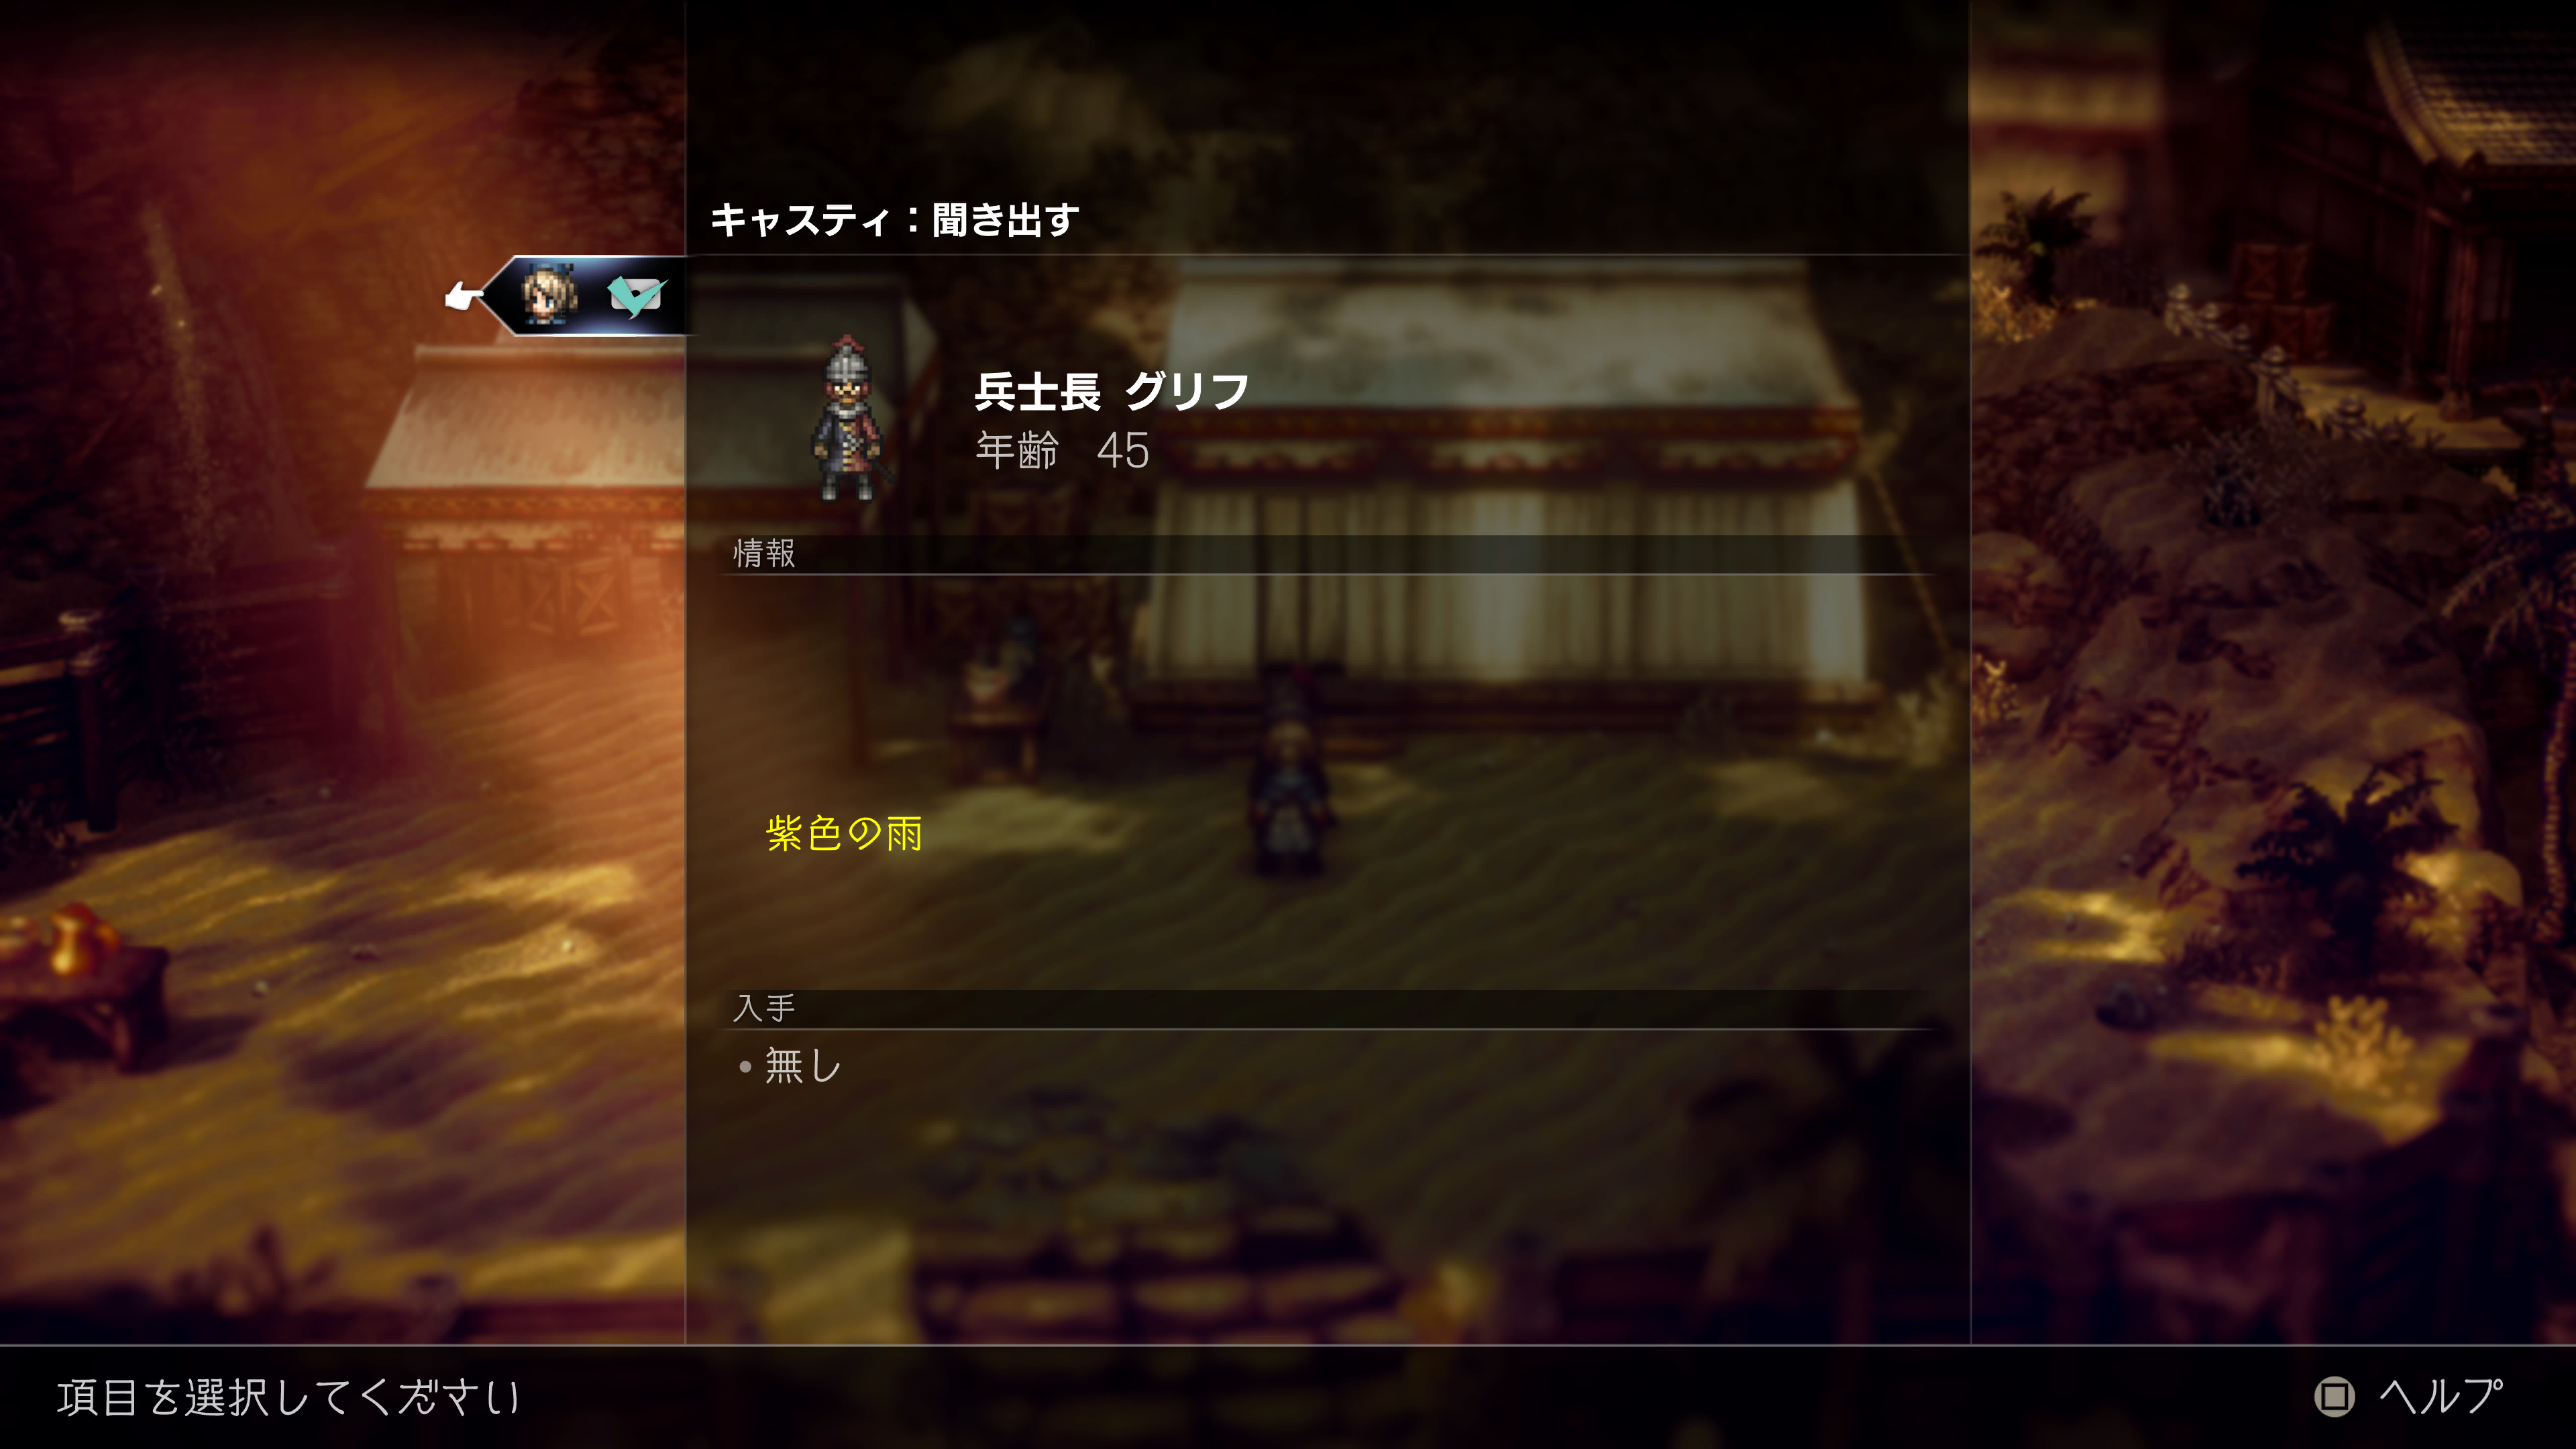 キャスティ：聞き出す
兵士長 グリフ
年齢 45
情報
紫色の雨
入手
• 無し
項目を選択してください
ヘルプ